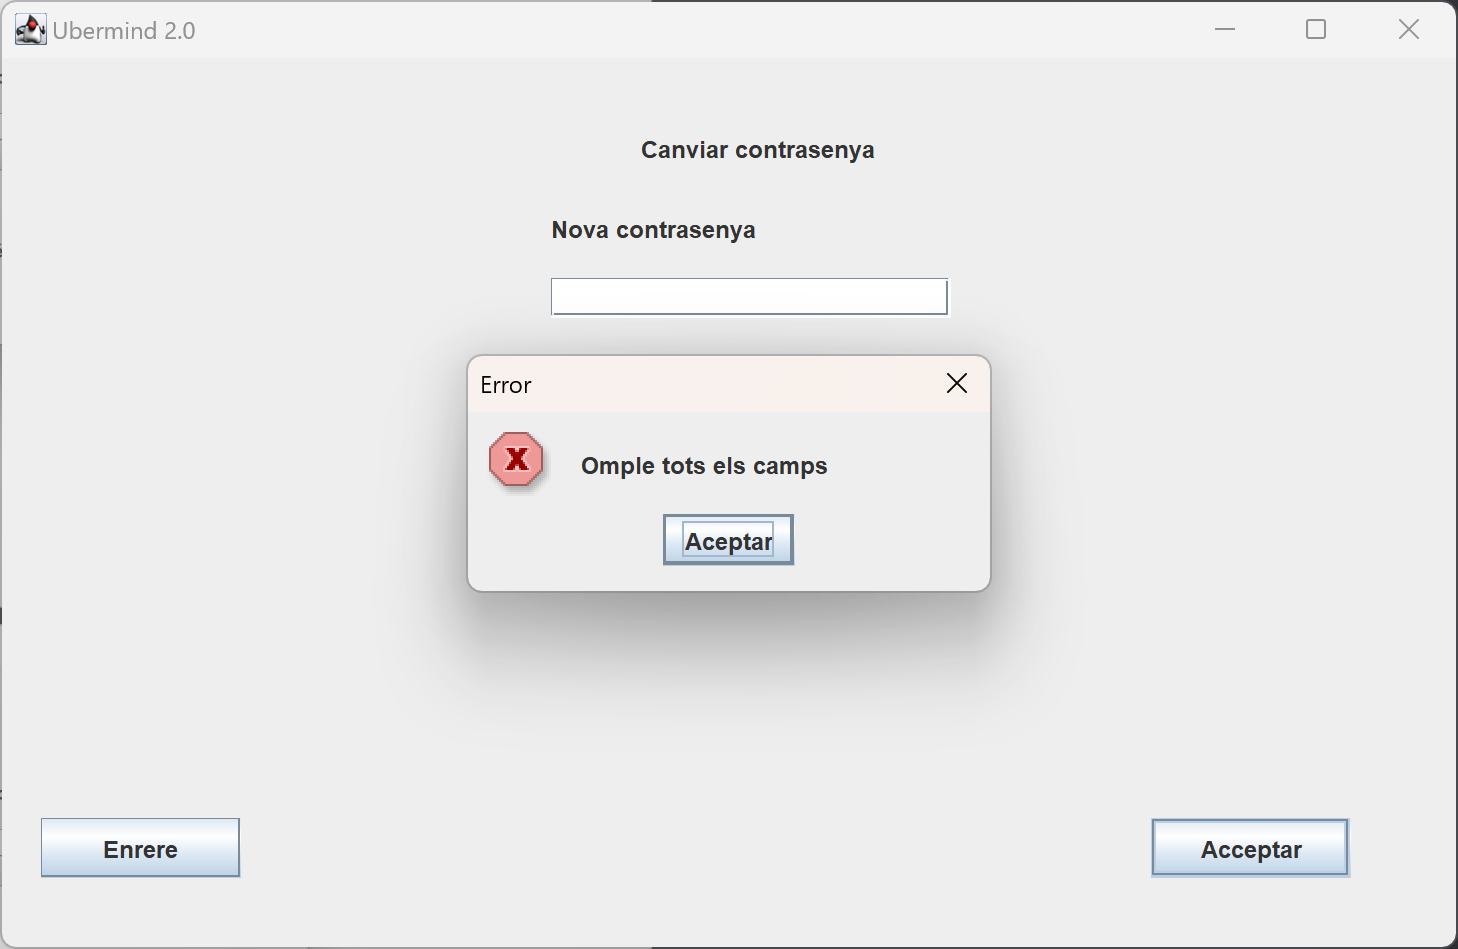 Ubermind 2.0
Canviar contrasenya
Nova contrasenya
Error
X
Omple tots els camps
Aceptar
Enrere
Acceptar